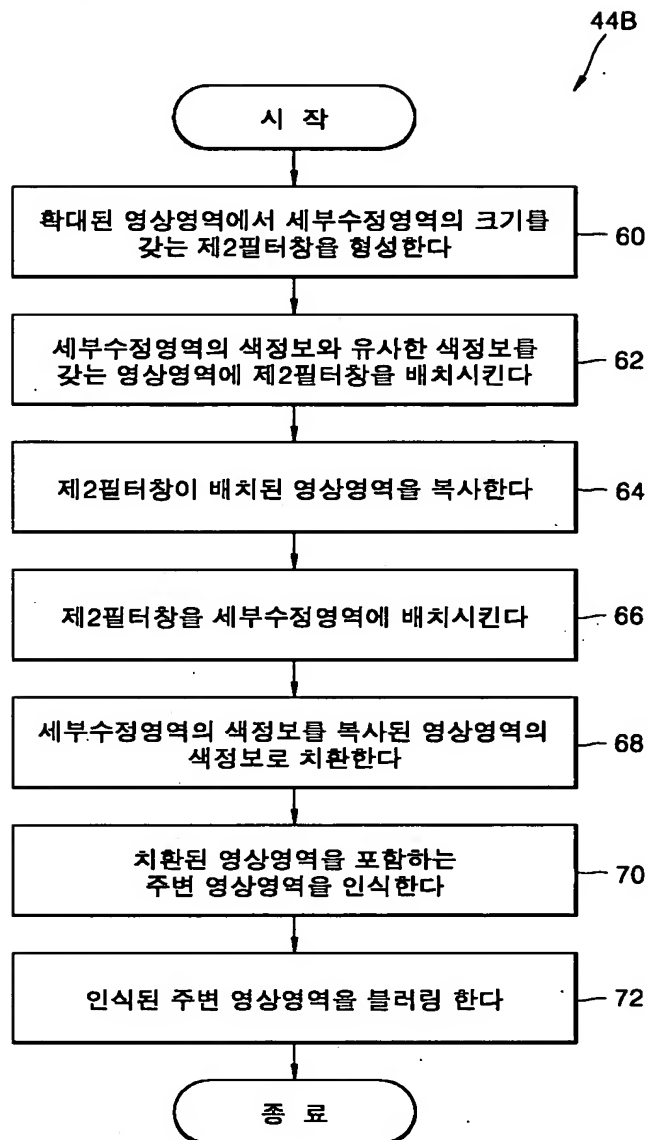 44B
시 작
확대된 영상영역에서 세부수정영역의 크기를
갖는 제2필터창을 형성한다
60
세부수정영역의 색정보와 유사한 색정보를
갖는 영상영역에 제2필터창을 배치시킨다
62
제2필터창이 배치된 영상영역을 복사한다
64
제2필터창을 세부수정영역에 배치시킨다
66
세부수정영역의 색정보를 복사된 영상영역의
색정보로 치환한다
68
치환된 영상영역을 포함하는
주변 영상영역을 인식한다
70
인식된 주변 영상영역을 블러링 한다
72
종 료